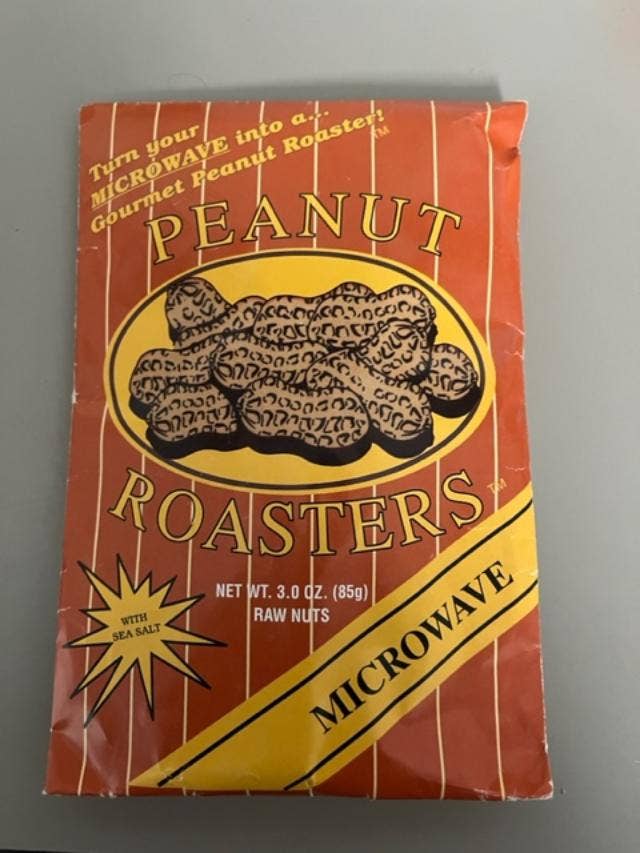 Turn your
MICROWAVE into a...
Gourmet Peanut Roaster!
TM
PEANUT
ROASTERS TM
NET WT. 3.0 OZ. (85g)
RAW NUTS
WITH
SEA SALT
MICROWAVE